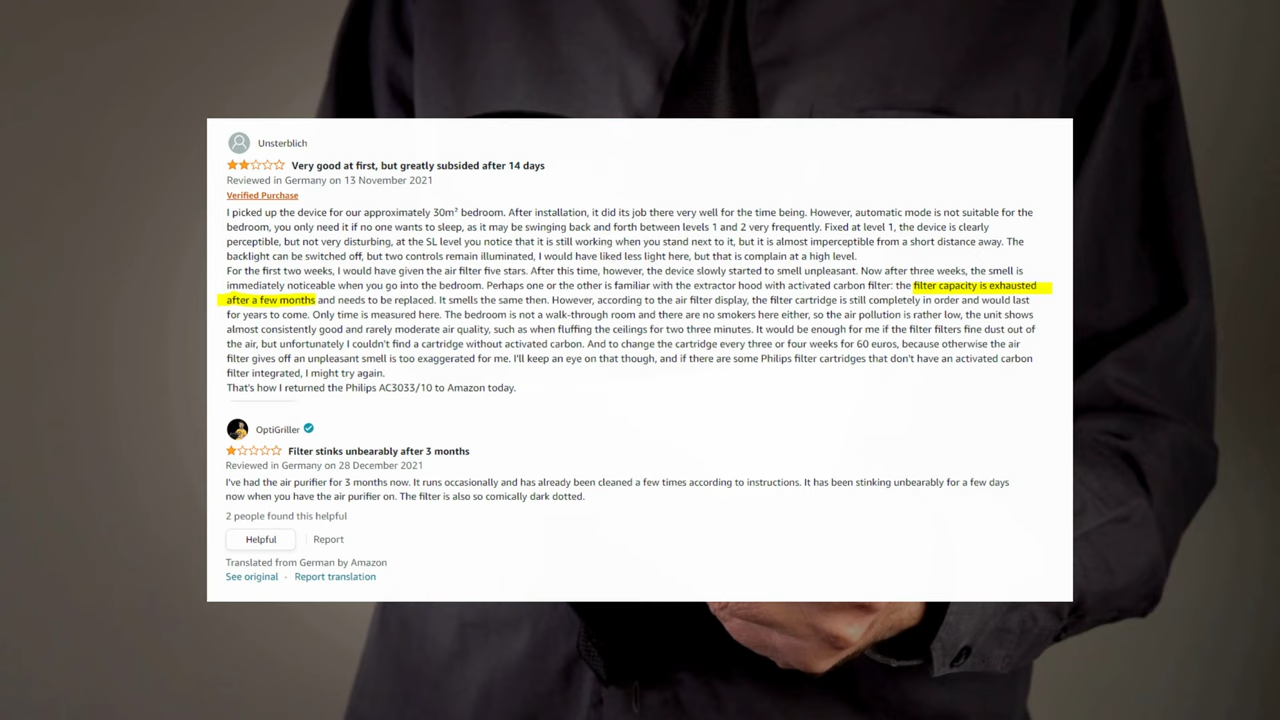 Unsterblich
Very good at first, but greatly subsided after 14 days
Reviewed in Germany on 13 November 2021
Verified Purchase
I picked up the device for our approximately 30m² bedroom. After installation, it did its job there very well for the time being. However, automatic mode is not suitable for the
bedroom, you only need it if no one wants to sleep, as it may be swinging back and forth between levels 1 and 2 very frequently. Fixed at level 1, the device is clearly
perceptible, but not very disturbing, at the SL level you notice that it is still working when you stand next to it, but it is almost imperceptible from a short distance away. The
backlight can be switched off, but two controls remain illuminated, I would have liked less light here, but that is complain at a high level.
For the first two weeks, I would have given the air filter five stars. After this time, however, the device slowly started to smell unpleasant. Now after three weeks, the smell is
immediately noticeable when you go into the bedroom. Perhaps one or the other is familiar with the extractor hood with activated carbon filter: the filter capacity is exhausted
after a few months and needs to be replaced. It smells the same then. However, according to the air filter display, the filter cartridge is still completely in order and would last
for years to come. Only time is measured here. The bedroom is not a walk-through room and there are no smokers here either, so the air pollution is rather low, the unit shows
almost consistently good and rarely moderate air quality, such as when fluffing the ceilings for two three minutes. It would be enough for me if the filter filters fine dust out of
the air, but unfortunately I couldn't find a cartridge without activated carbon. And to change the cartridge every three or four weeks for 60 euros, because otherwise the air
filter gives off an unpleasant smell is too exaggerated for me. I'll keep an eye on that though, and if there are some Philips filter cartridges that don't have an activated carbon
filter integrated, I might try again.
That's how I returned the Philips AC3033/10 to Amazon today.
OptiGriller
Filter stinks unbearably after 3 months
Reviewed in Germany on 28 December 2021
I've had the air purifier for 3 months now. It runs occasionally and has already been cleaned a few times according to instructions. It has been stinking unbearably for a few days
now when you have the air purifier on. The filter is also so comically dark dotted.
2 people found this helpful
Helpful Report
Translated from German by Amazon
See original · Report translation